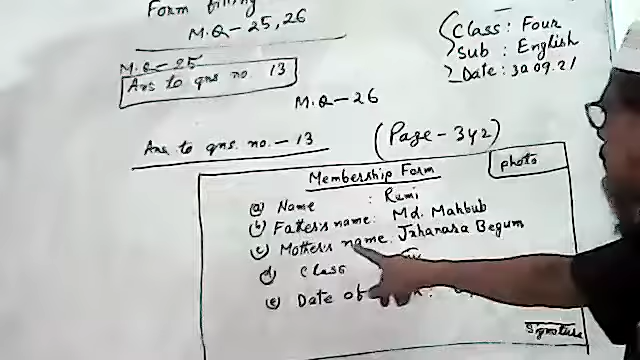 Form filling
M.Q-25,26
Class: Four
Sub: English
Date: 30.09.21
M.Q-25
Ans to qns no. 13
M.Q-26
Ans to qns. no.-13
(Page-342)
Membership Form
photo
(a) Name : Rumi
(b) Father's name: Md. Mahbub
(c) Mother's name: Jahanara Begum
(d) Class
(e) Date of
Signature